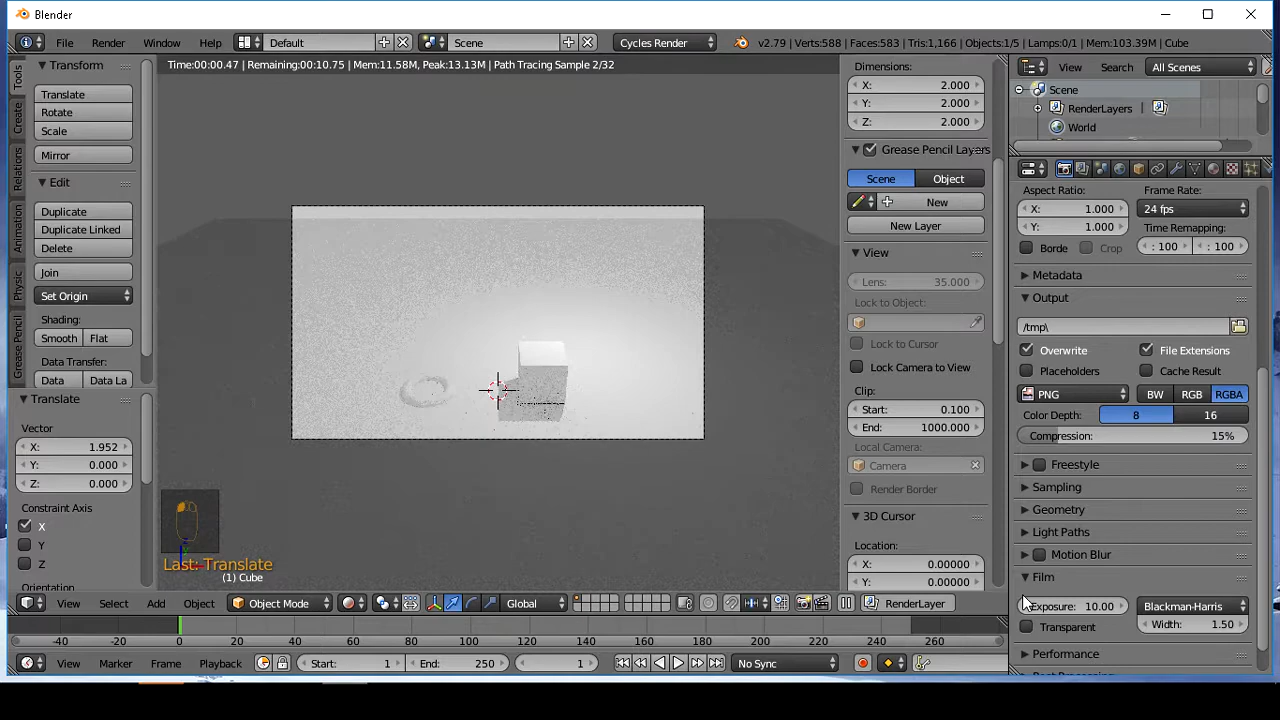 Blender
File Render Window Help Default Scene Cycles Render v2.79 | Verts:588 | Faces:583 | Tris:1,166 | Objects:1/5 | Lamps:0/1 | Mem:103.39M | Cube
Time:00:00.47 | Remaining:00:10.75 | Mem:11.58M, Peak:13.13M | Path Tracing Sample 2/32
Tools
Create
Relations
Animation
Physic
Grease Pencil
Transform
Translate
Rotate
Scale
Mirror
Edit
Duplicate
Duplicate Linked
Delete
Join
Set Origin
Shading:
Smooth Flat
Data Transfer:
Data Data La
Translate
Vector
X: 1.952
Y: 0.000
Z: 0.000
Constraint Axis
X
Y
Z
Orientation
Last: Translate
(1) Cube
Dimensions:
X: 2.000
Y: 2.000
Z: 2.000
Grease Pencil Layers
Scene Object
New
New Layer
View
Lens: 35.000
Lock to Object:
Lock to Cursor
Lock Camera to View
Clip:
Start: 0.100
End: 1000.000
Local Camera:
Camera
Render Border
3D Cursor
Location:
X: 0.00000
Y: 0.00000
View Search All Scenes
Scene
RenderLayers |
World
Aspect Ratio: Frame Rate:
X: 1.000 24 fps
Y: 1.000 Time Remapping:
Borde Crop : 100 : 100
Metadata
Output
/tmp\
Overwrite File Extensions
Placeholders Cache Result
PNG BW RGB RGBA
Color Depth: 8 16
Compression: 15%
Freestyle
Sampling
Geometry
Light Paths
Motion Blur
Film
Exposure: 10.00 Blackman-Harris
Transparent Width: 1.50
Performance
View Select Add Object Object Mode Global RenderLayer
-40 -20 0 20 40 60 80 100 120 140 160 180 200 220 240 260
View Marker Frame Playback Start: 1 End: 250 1 No Sync